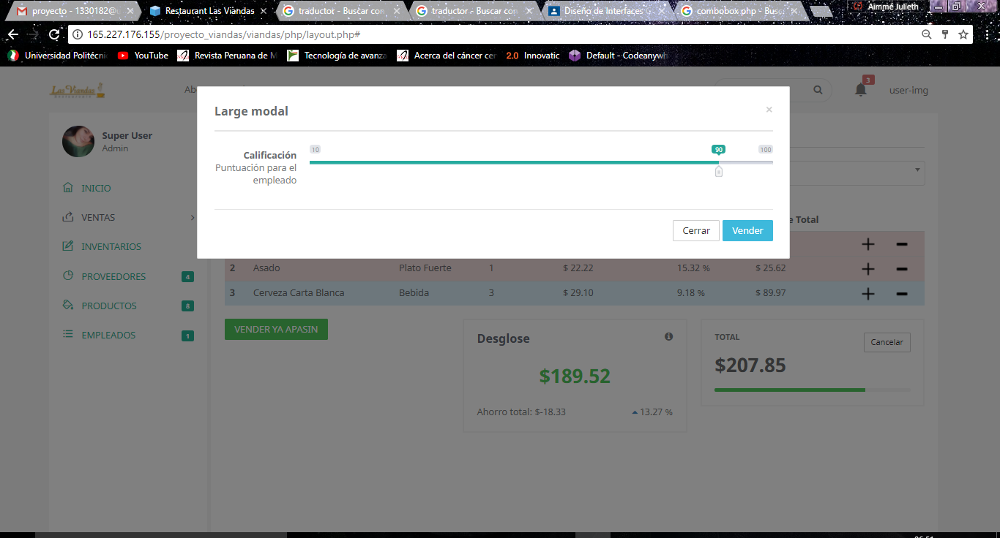 proyecto - 1330182@u
Restaurant Las Viandas
traductor - Buscar con
traductor - Buscar con
Diseño de Interfaces G
combobox php - Busc
Aimmé Julieth
165.227.176.155/proyecto_viandas/viandas/php/layout.php#
Universidad Politécni
YouTube
Revista Peruana de M
Tecnología de avanza
Acerca del cáncer cer
2.0 Innovatic
Default - Codeanywh
Las Viandas
Ab
3
user-img
Large modal
×
Super User
Admin
10
90
100
Calificación
Puntuación para el
empleado
INICIO
VENTAS
INVENTARIOS
PROVEEDORES 4
PRODUCTOS 8
EMPLEADOS 1
Cerrar
Vender
e Total
2 Asado Plato Fuerte 1 $ 22.22 15.32 % $ 25.62
3 Cerveza Carta Blanca Bebida 3 $ 29.10 9.18 % $ 89.97
VENDER YA APASIN
Desglose
$189.52
Ahorro total: $-18.33
13.27 %
TOTAL
Cancelar
$207.85